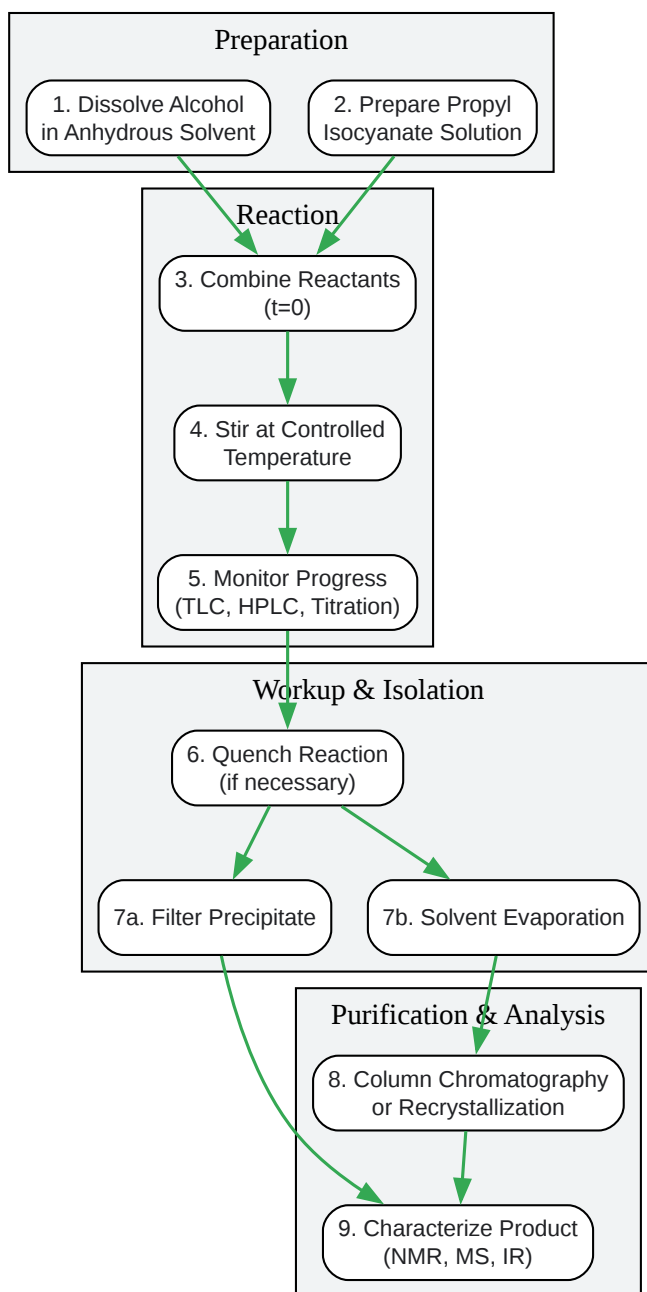 Preparation
1. Dissolve Alcohol
in Anhydrous Solvent
2. Prepare Propyl
Isocyanate Solution
Reaction
3. Combine Reactants
(t=0)
4. Stir at Controlled
Temperature
5. Monitor Progress
(TLC, HPLC, Titration)
Workup & Isolation
6. Quench Reaction
(if necessary)
7a. Filter Precipitate
7b. Solvent Evaporation
Purification & Analysis
8. Column Chromatography
or Recrystallization
9. Characterize Product
(NMR, MS, IR)